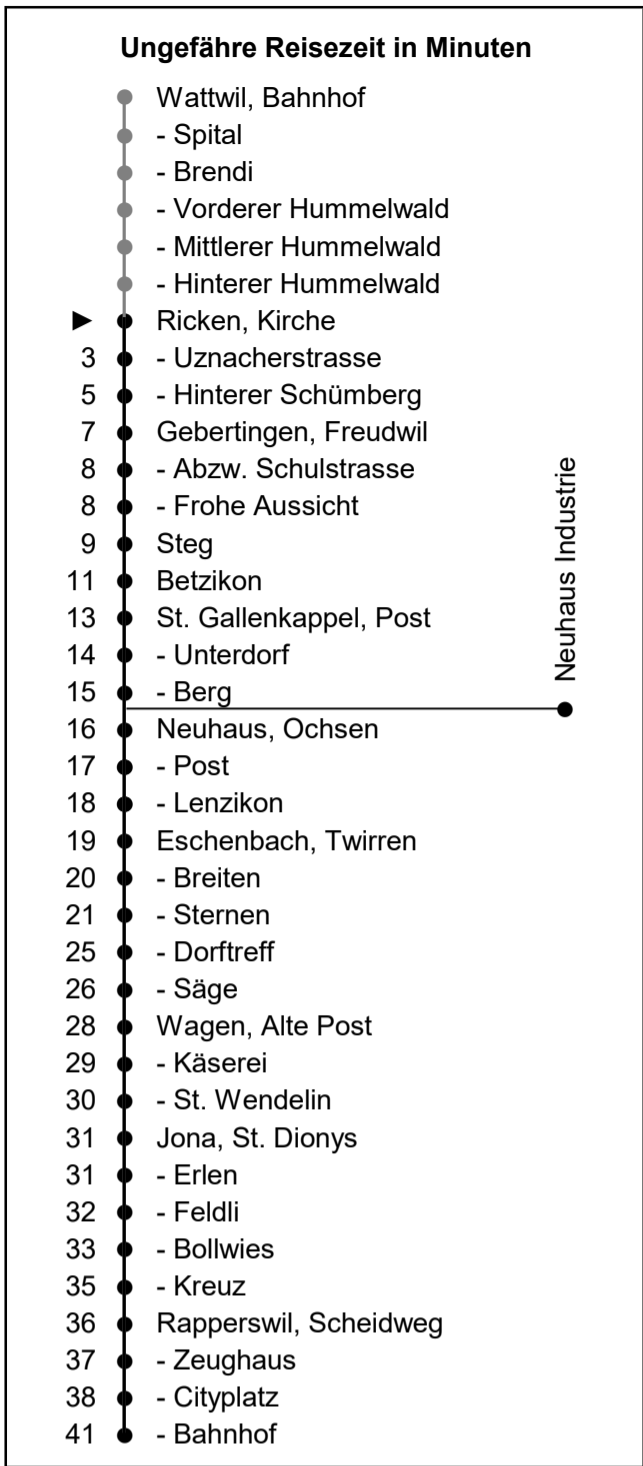 Ungefähre Reisezeit in Minuten
Wattwil, Bahnhof
- Spital
- Brendi
- Vorderer Hummelwald
- Mittlerer Hummelwald
- Hinterer Hummelwald
► Ricken, Kirche
3 - Uznacherstrasse
5 - Hinterer Schümberg
7 Gebertingen, Freudwil
8 - Abzw. Schulstrasse
8 - Frohe Aussicht
9 Steg
11 Betzikon
13 St. Gallenkappel, Post
14 - Unterdorf
15 - Berg
Neuhaus Industrie
16 Neuhaus, Ochsen
17 - Post
18 - Lenzikon
19 Eschenbach, Twirren
20 - Breiten
21 - Sternen
25 - Dorftreff
26 - Säge
28 Wagen, Alte Post
29 - Käserei
30 - St. Wendelin
31 Jona, St. Dionys
31 - Erlen
32 - Feldli
33 - Bollwies
35 - Kreuz
36 Rapperswil, Scheidweg
37 - Zeughaus
38 - Cityplatz
41 - Bahnhof